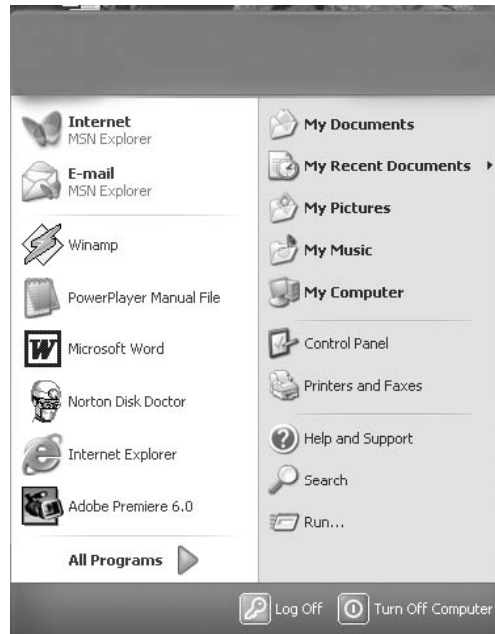 Internet
MSN Explorer
E-mail
MSN Explorer
Winamp
PowerPlayer Manual File
Microsoft Word
Norton Disk Doctor
Internet Explorer
Adobe Premiere 6.0
All Programs
My Documents
My Recent Documents
My Pictures
My Music
My Computer
Control Panel
Printers and Faxes
Help and Support
Search
Run...
Log Off
Turn Off Computer